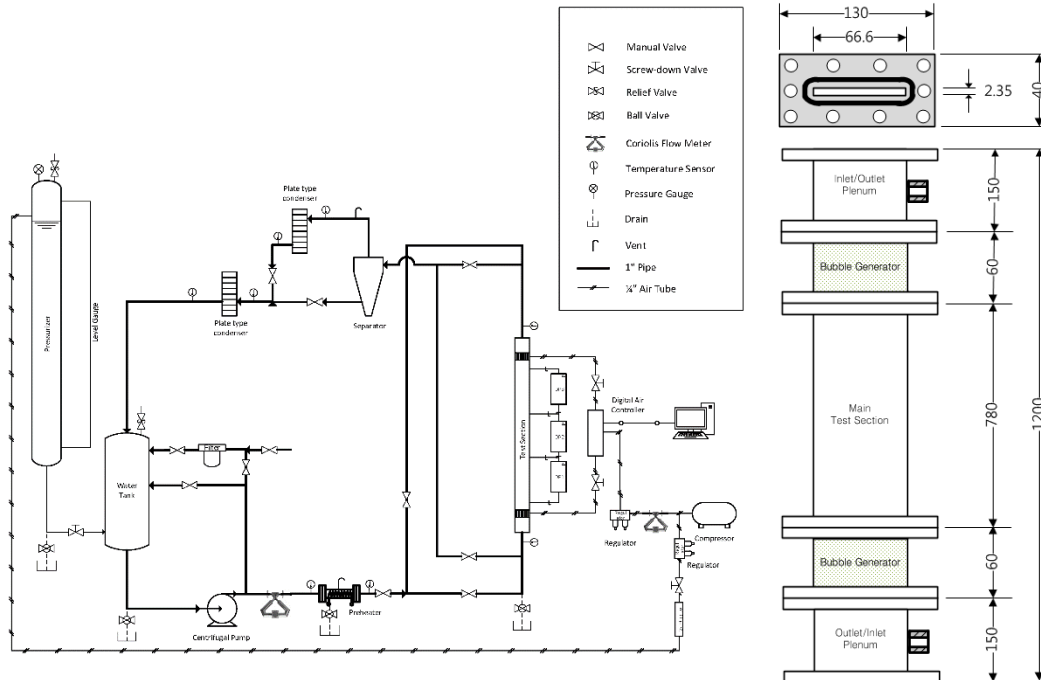 Manual Valve
Screw-down Valve
Relief Valve
Ball Valve
Coriolis Flow Meter
Temperature Sensor
Pressure Gauge
Drain
Vent
1" Pipe
¼" Air Tube
Plate type
condenser
Plate type
condenser
Separator
Pressurizer
Level Gauge
Water
Tank
Filter
Centrifugal Pump
Preheater
Test Section
Digital Air
Controller
Regulator
Compressor
Regulator
130
66.6
2.35
40
Inlet/Outlet
Plenum
150
Bubble Generator
60
Main
Test Section
780
1200
Bubble Generator
60
Outlet/Inlet
Plenum
150